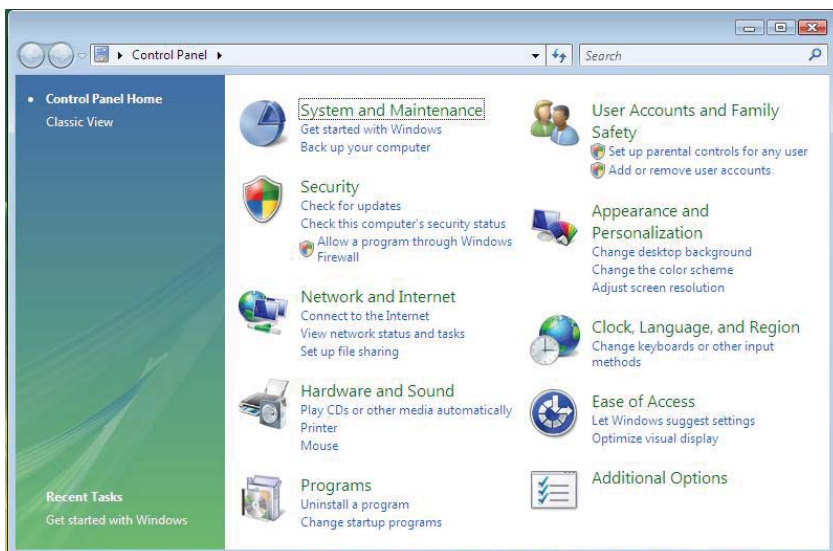 Control Panel
Search
Control Panel Home
Classic View
Recent Tasks
Get started with Windows
System and Maintenance
Get started with Windows
Back up your computer
Security
Check for updates
Check this computer's security status
Allow a program through Windows
Firewall
Network and Internet
Connect to the Internet
View network status and tasks
Set up file sharing
Hardware and Sound
Play CDs or other media automatically
Printer
Mouse
Programs
Uninstall a program
Change startup programs
User Accounts and Family
Safety
Set up parental controls for any user
Add or remove user accounts
Appearance and
Personalization
Change desktop background
Change the color scheme
Adjust screen resolution
Clock, Language, and Region
Change keyboards or other input
methods
Ease of Access
Let Windows suggest settings
Optimize visual display
Additional Options